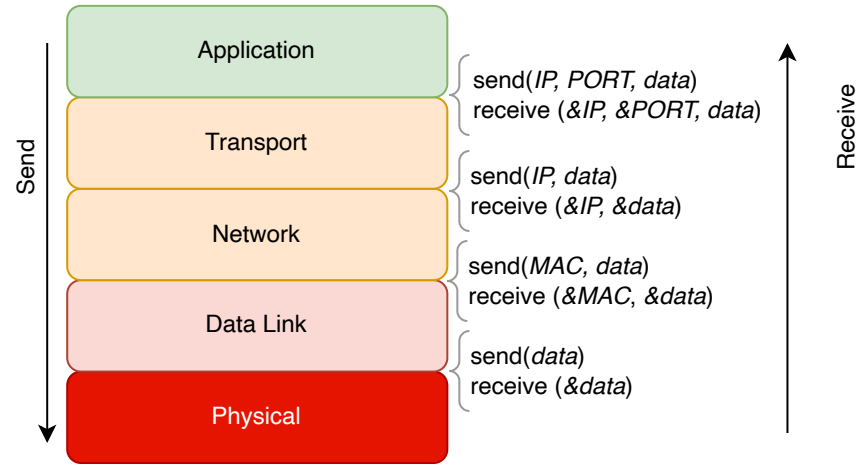 Application
send(IP, PORT, data)
receive (&IP, &PORT, data)
Transport
send(IP, data)
receive (&IP, &data)
Network
send(MAC, data)
receive (&MAC, &data)
Data Link
send(data)
receive (&data)
Physical
Send
Receive